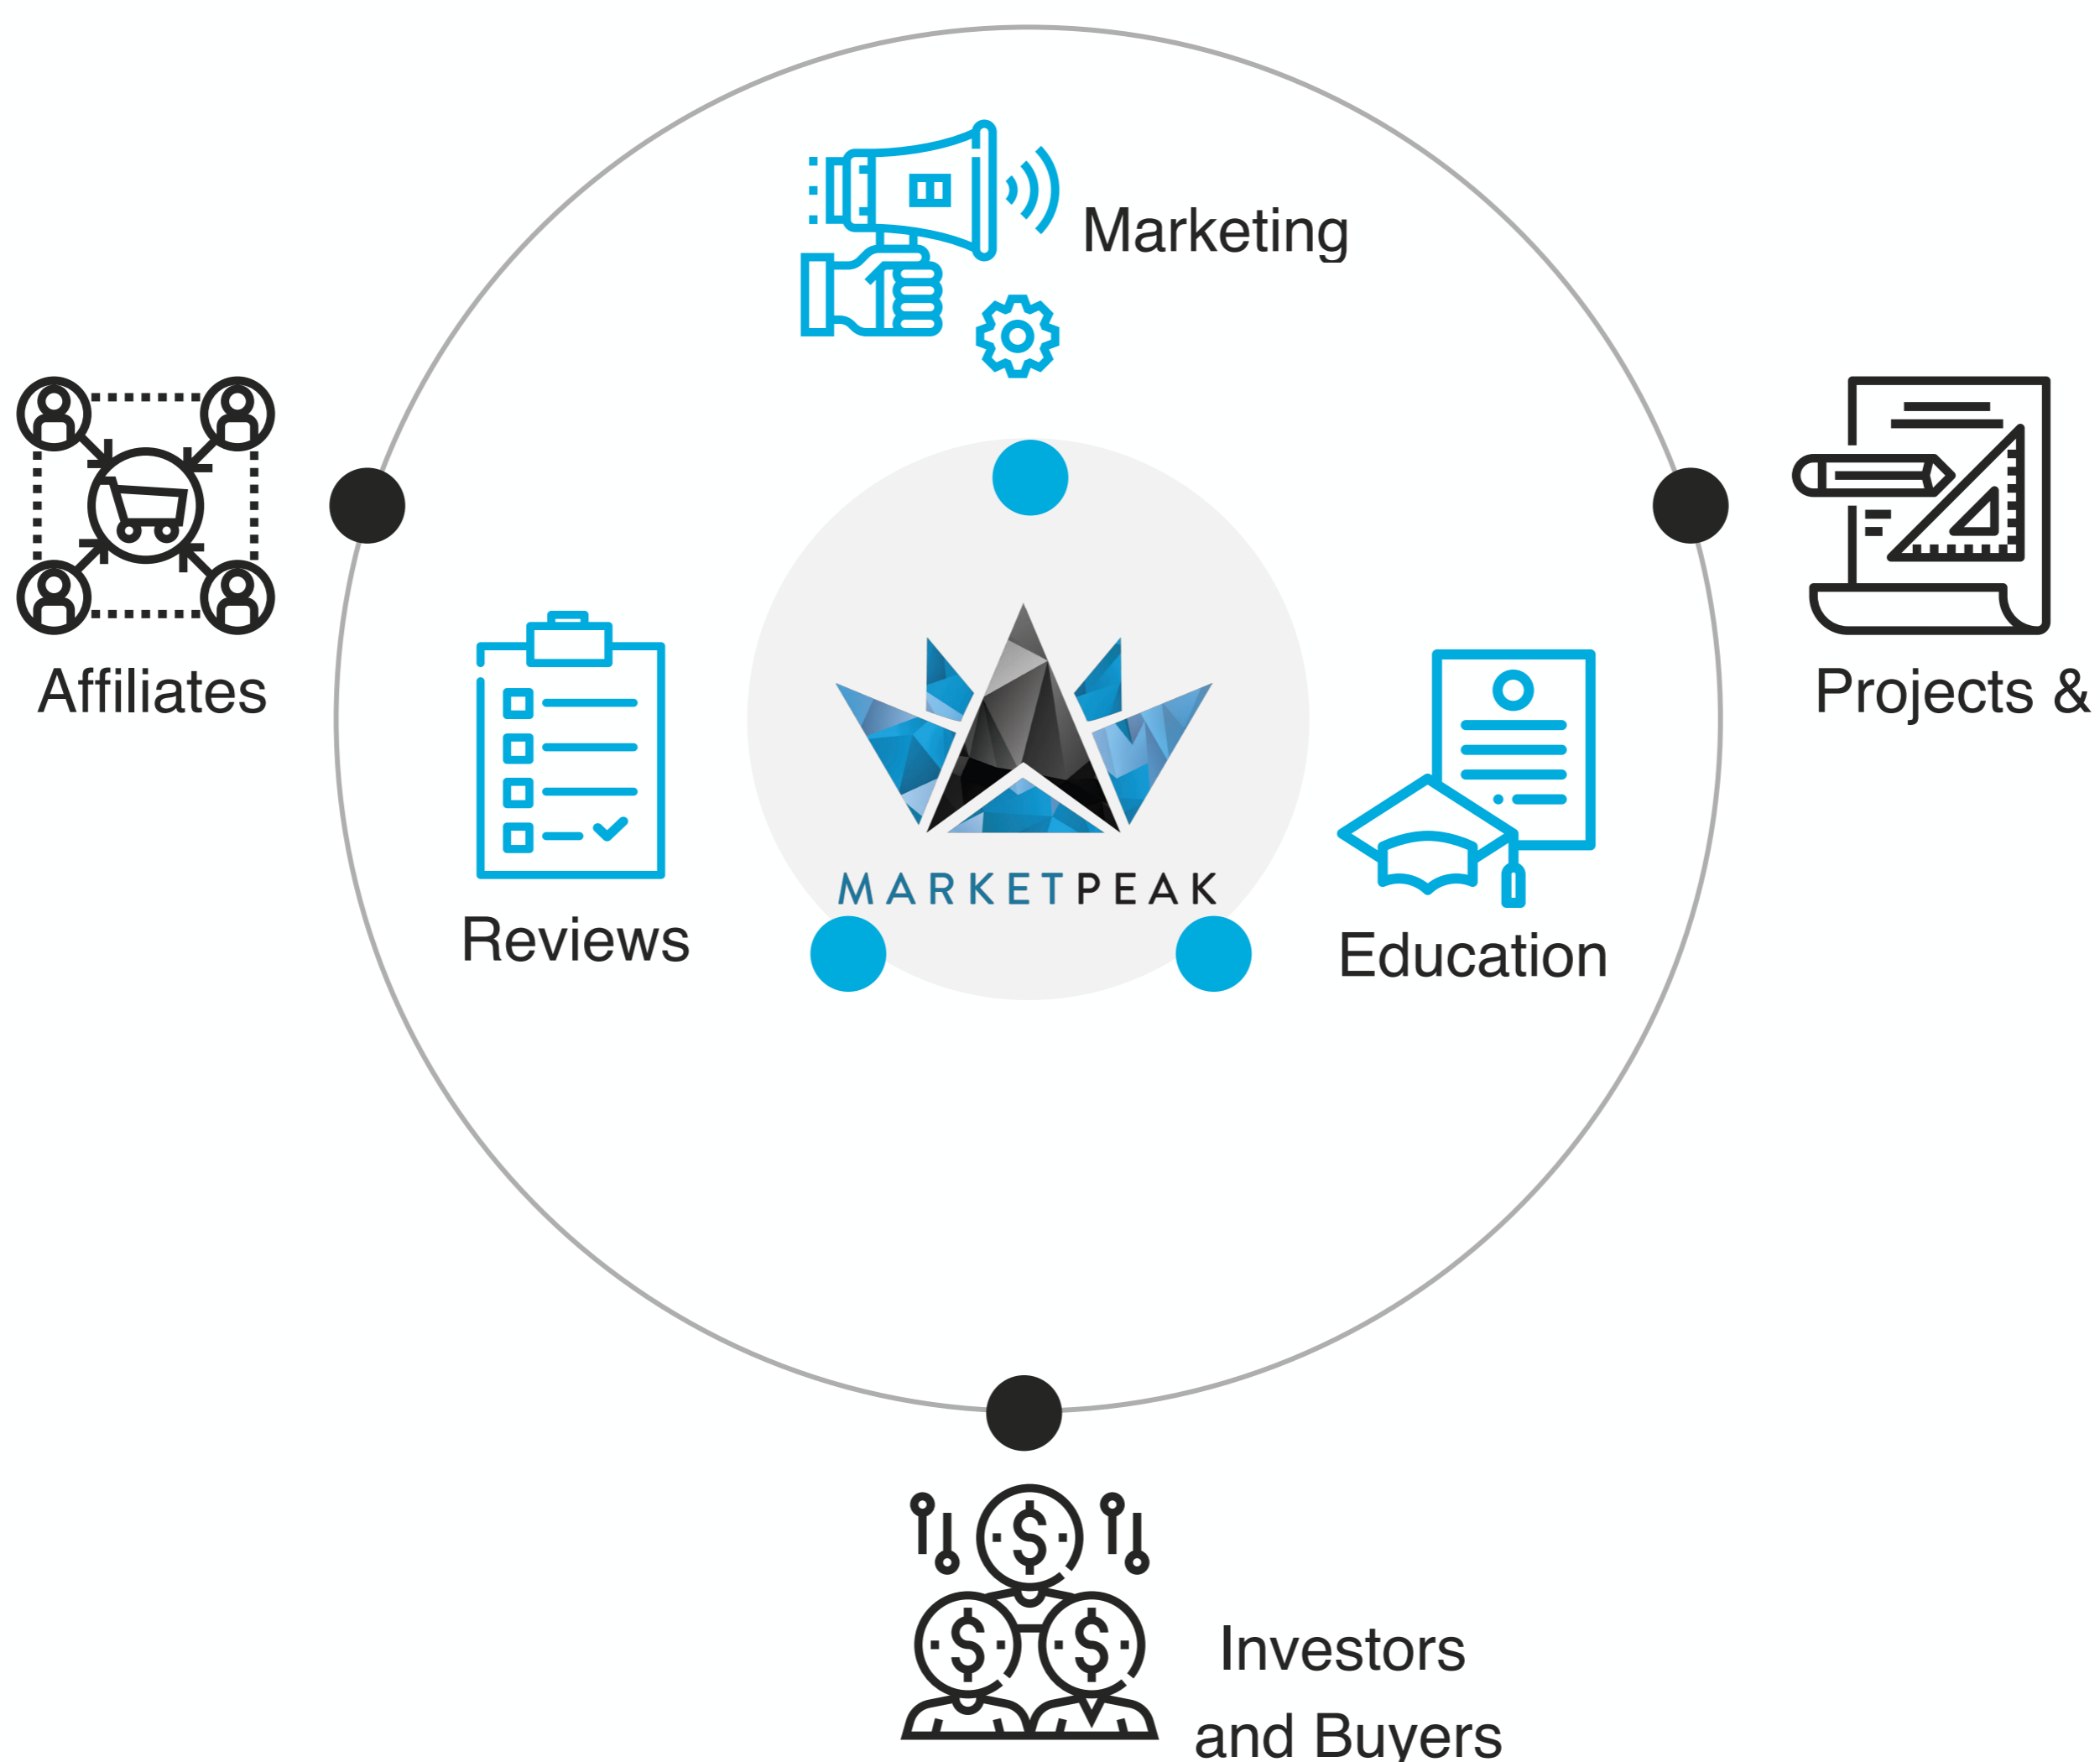 Marketing
Affiliates
Projects &
MARKETPEAK
Reviews
Education
Investors
and Buyers